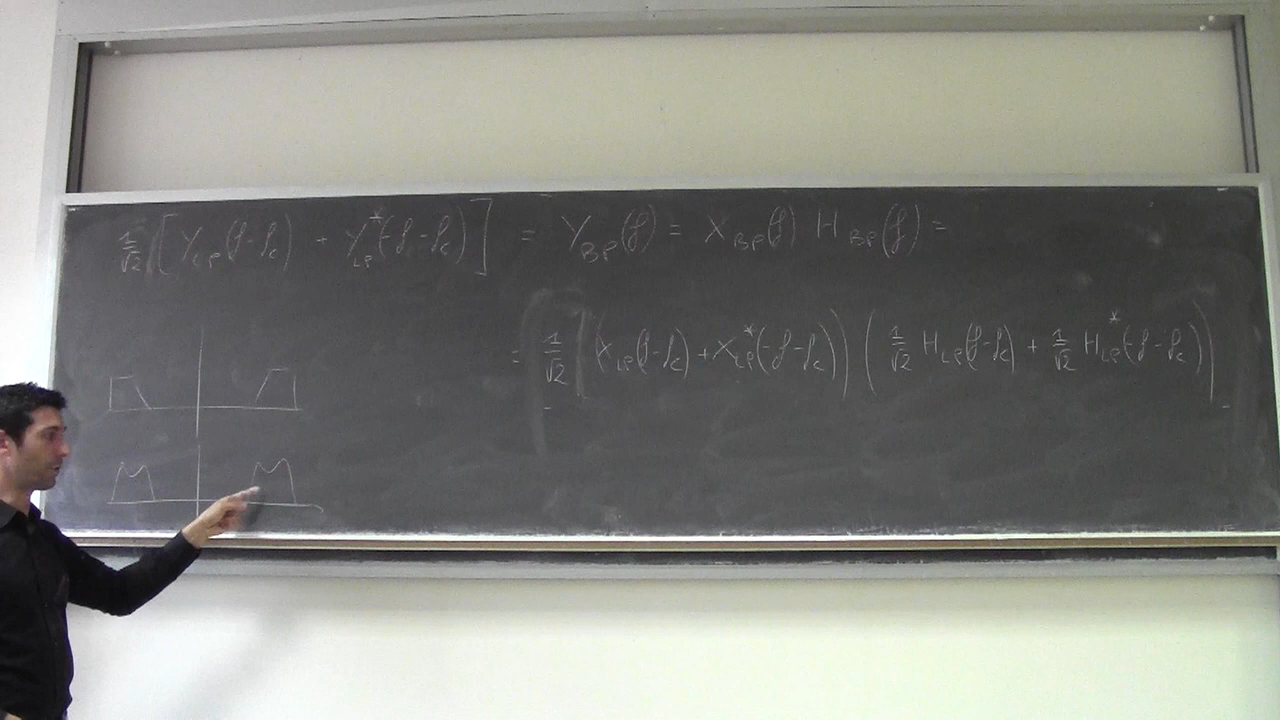 1/√2 [Y_LP(f-f_c) + Y*_LP(-f-f_c)] = Y_BP(f) = X_BP(f) H_BP(f) =
= 1/√2 (X_LP(f-f_c) + X*_LP(-f-f_c)) (1/√2 H_LP(f-f_c) + 1/√2 H*_LP(-f-f_c))